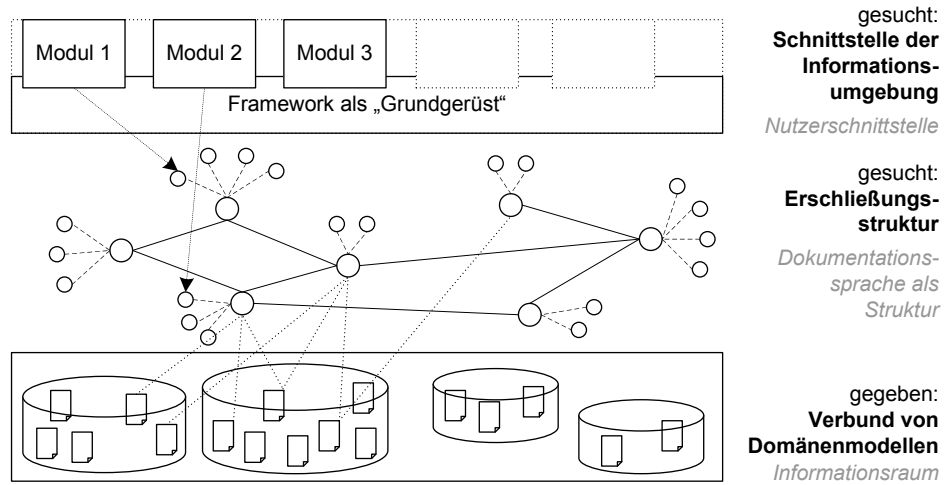 Modul 1
Modul 2
Modul 3
Framework als „Grundgerüst“
gesucht:
Schnittstelle der
Informations-
umgebung
Nutzerschnittstelle
gesucht:
Erschließungs-
struktur
Dokumentations-
sprache als
Struktur
gegeben:
Verbund von
Domänenmodellen
Informationsraum